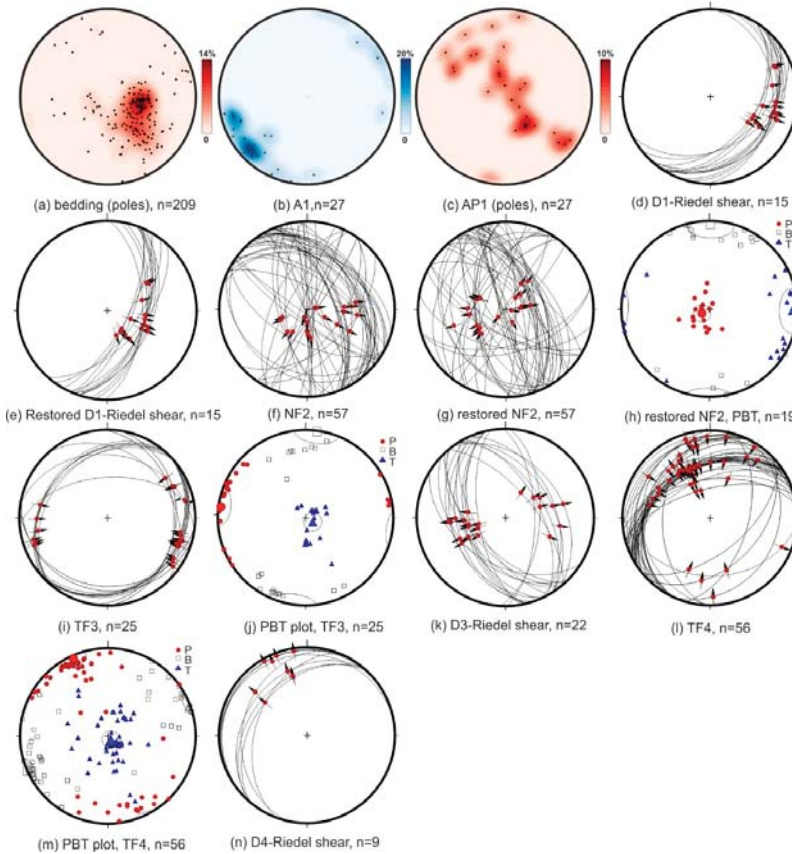 14%
0
20%
0
10%
0
(a) bedding (poles), n=209
(b) A1,n=27
(c) AP1 (poles), n=27
(d) D1-Riedel shear, n=15
P
B
T
(e) Restored D1-Riedel shear, n=15
(f) NF2, n=57
(g) restored NF2, n=57
(h) restored NF2, PBT, n=19
P
B
T
(i) TF3, n=25
(j) PBT plot, TF3, n=25
(k) D3-Riedel shear, n=22
(l) TF4, n=56
P
B
T
(m) PBT plot, TF4, n=56
(n) D4-Riedel shear, n=9